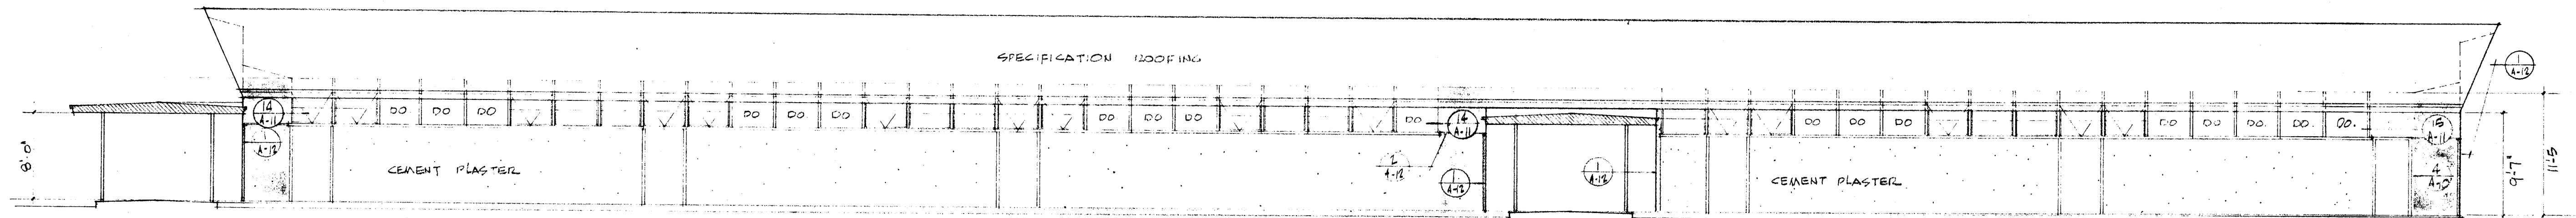 SPECIFICATION ROOFING
14
A-11
1
A-12
DO DO DO DO DO DO DO DO DO DO
14
A-11
DO DO DO DO DO DO DO DO
15
A-11
1
A-12
8'-0"
CEMENT PLASTER
2
A-12
1
A-12
1
A-12
CEMENT PLASTER
4
A-10
9'-7"
11'-5